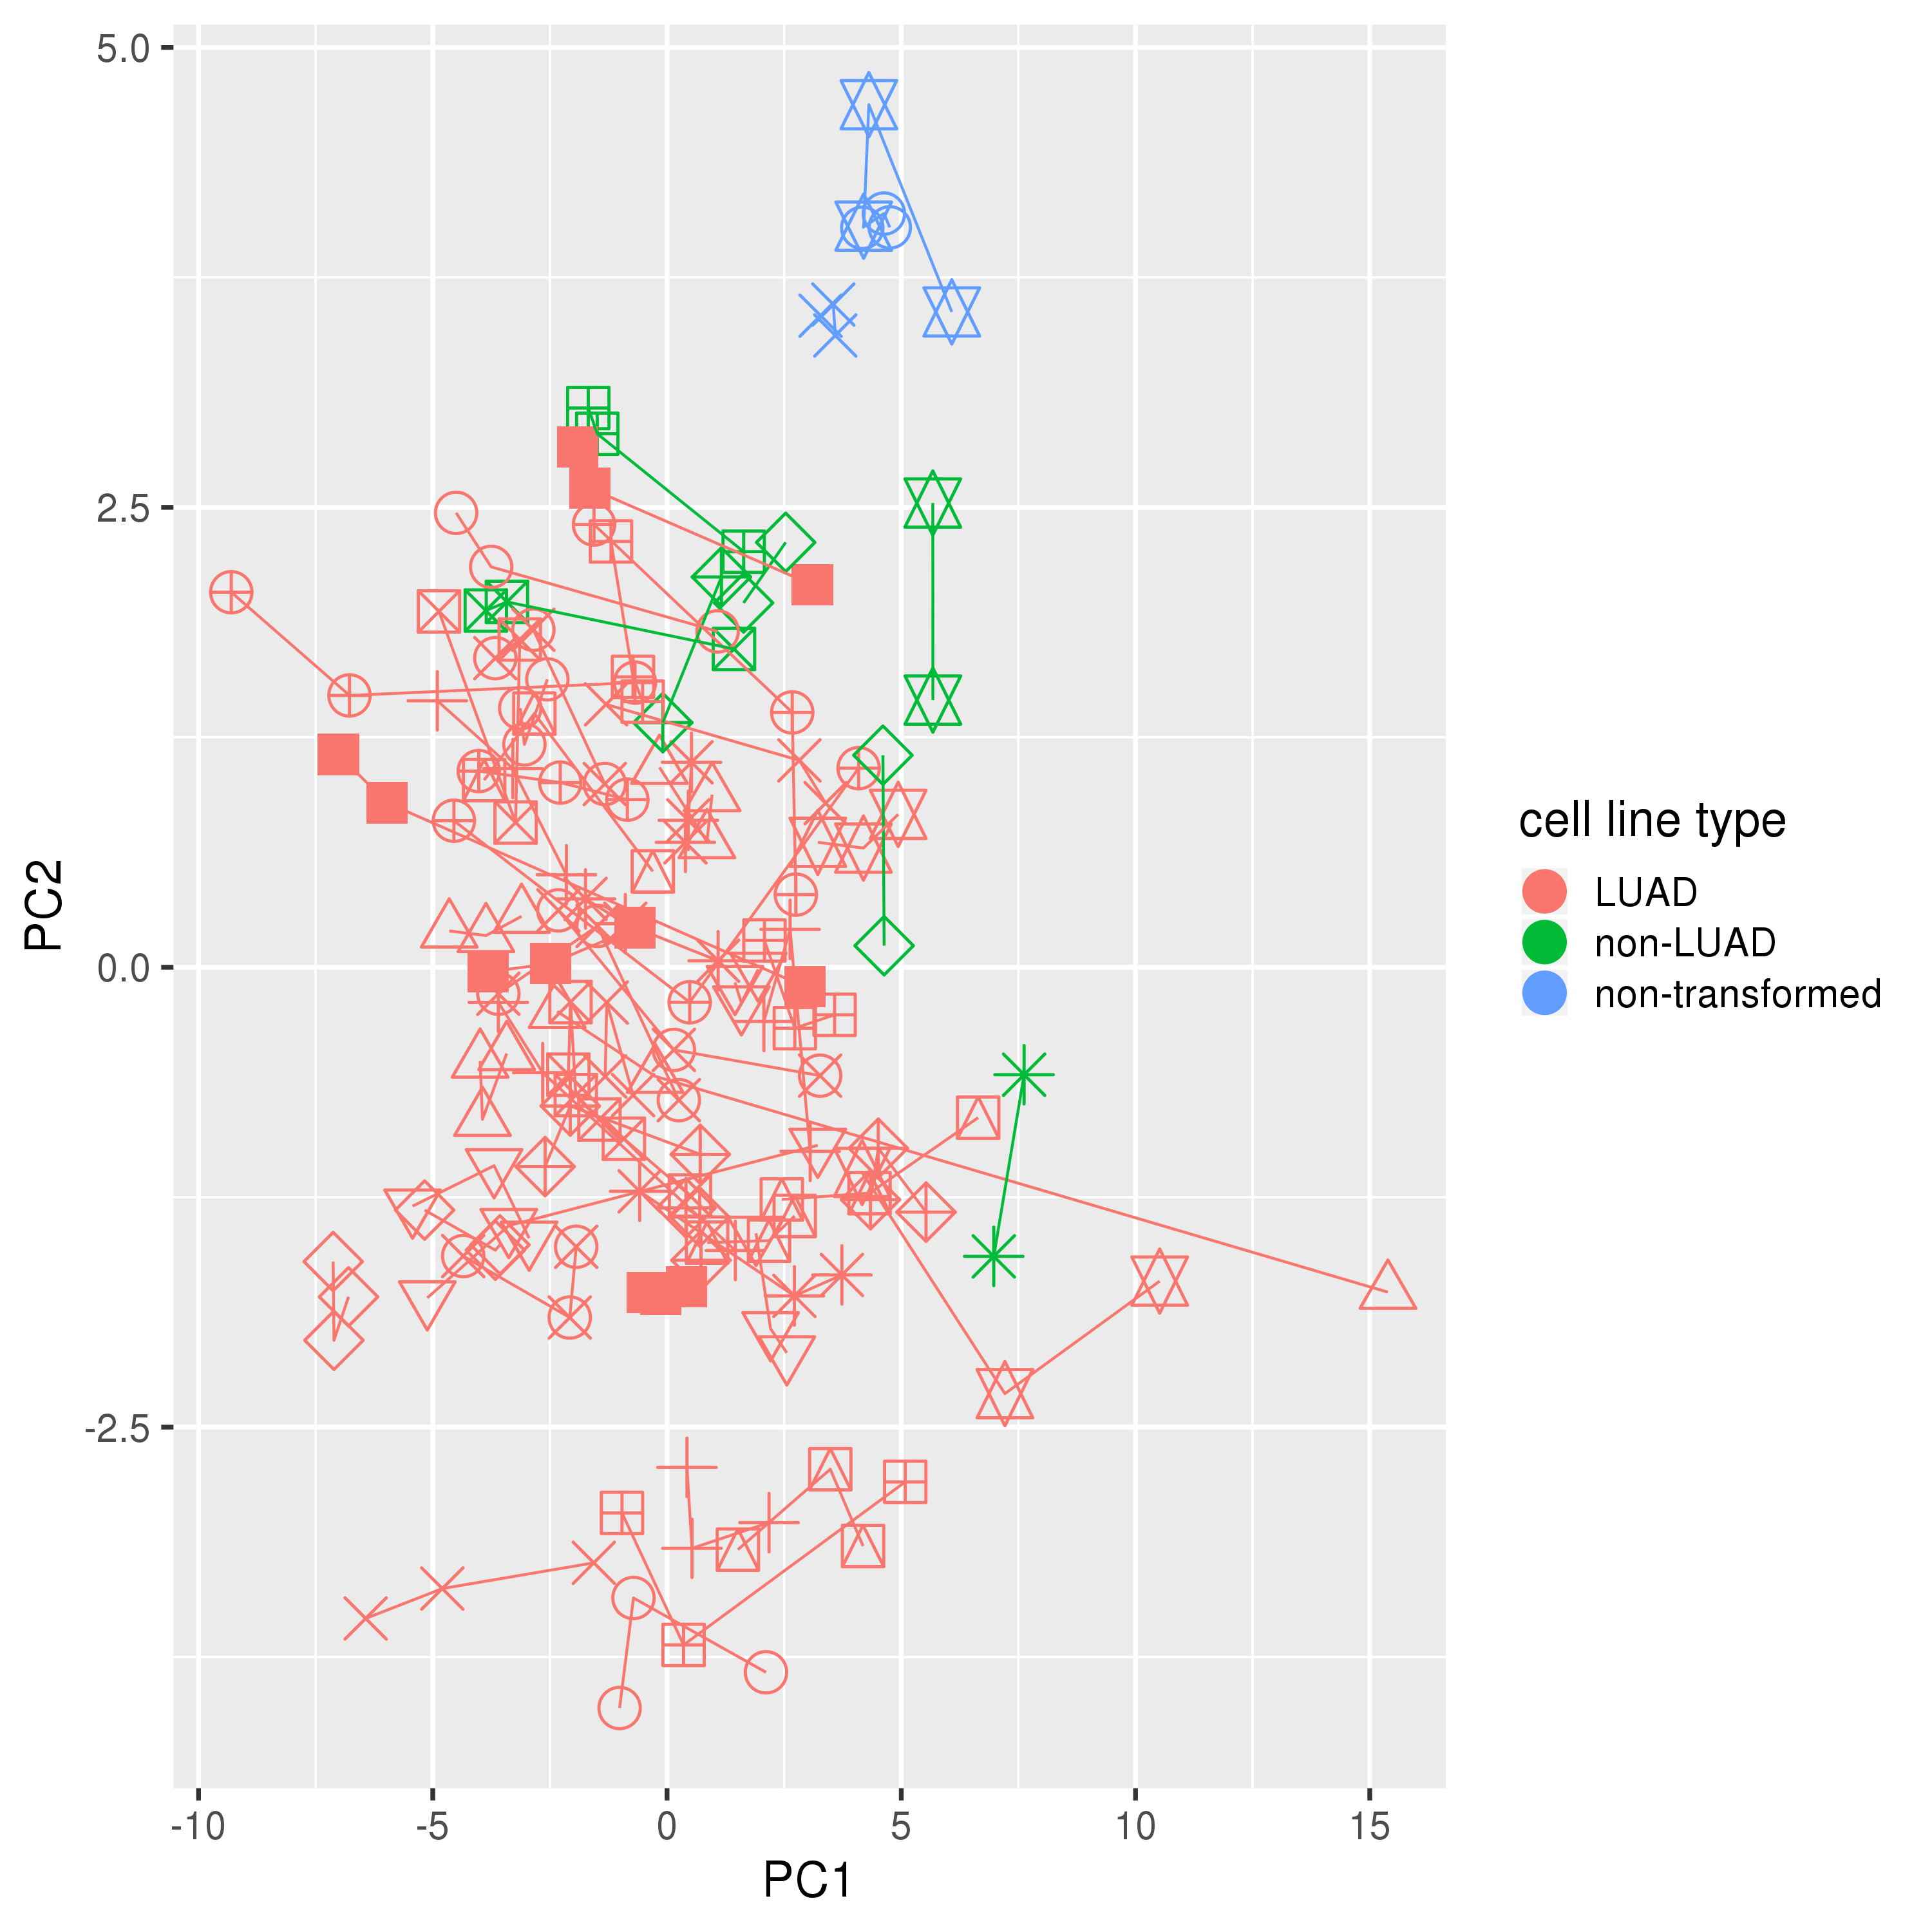 5.0
2.5
0.0
-2.5
PC2
-10
-5
0
5
10
15
PC1
cell line type
LUAD
non-LUAD
non-transformed